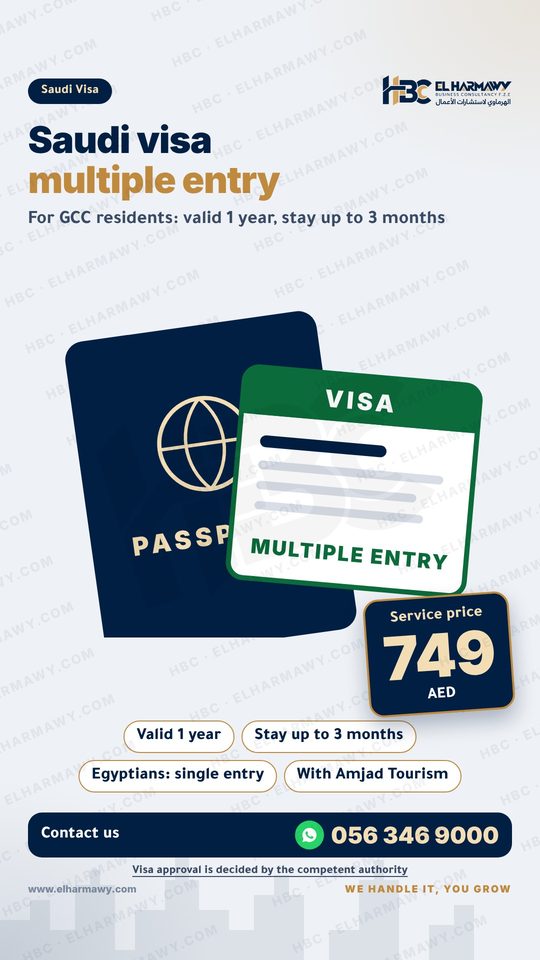 Saudi Visa
HBC EL HARMAWY
BUSINESS CONSULTANCY F.Z.E
الهرماوي لاستشارات الأعمال
Saudi visa
multiple entry
For GCC residents: valid 1 year, stay up to 3 months
HBC · ELHARMAWY.COM
VISA
PASSP
MULTIPLE ENTRY
Service price
749
AED
Valid 1 year
Stay up to 3 months
Egyptians: single entry
With Amjad Tourism
Contact us
056 346 9000
Visa approval is decided by the competent authority
www.elharmawy.com
WE HANDLE IT, YOU GROW